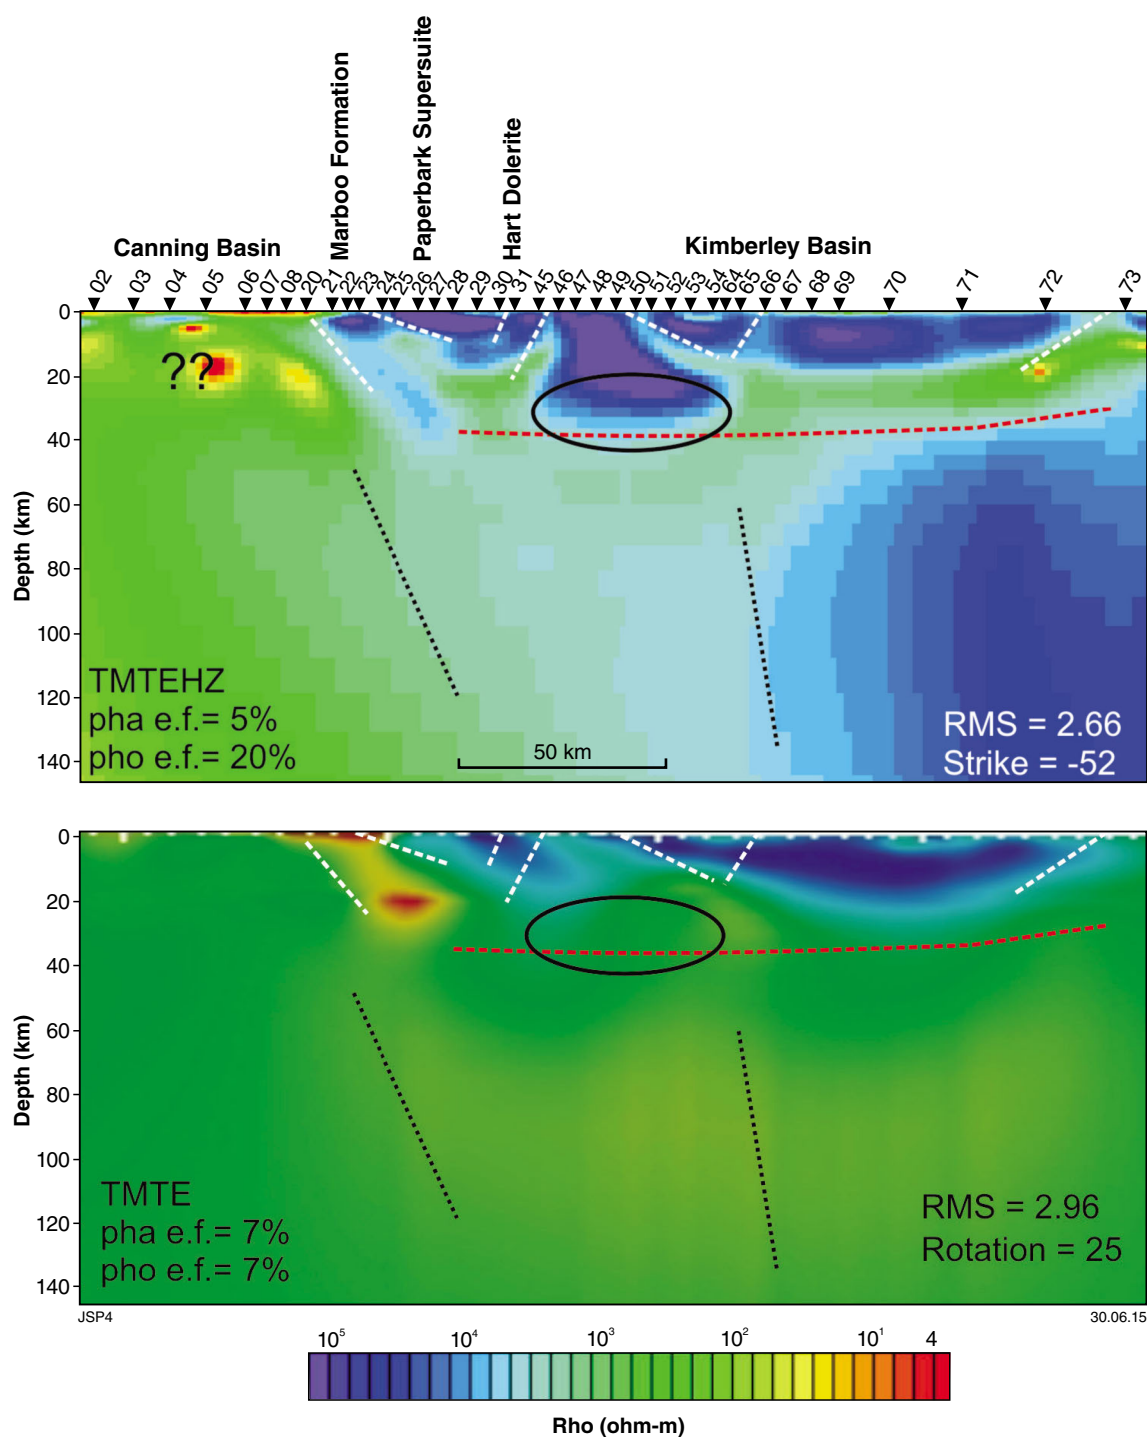 Marboo Formation
Paperbark Supersuite
Hart Dolerite
Canning Basin
Kimberley Basin
02 03 04 05 06 07 08 20 21 22 23 24 25 26 27 28 29 30 31 45 46 47 48 49 50 51 52 53 54 64 65 66 67 68 69 70 71 72 73
0
20
40
60
80
100
120
140
Depth (km)
??
TMTEHZ
pha e.f.= 5%
pho e.f.= 20%
50 km
RMS = 2.66
Strike = -52
0
20
40
60
80
100
120
140
Depth (km)
TMTE
pha e.f.= 7%
pho e.f.= 7%
RMS = 2.96
Rotation = 25
JSP4
30.06.15
10⁵ 10⁴ 10³ 10² 10¹ 4
Rho (ohm-m)